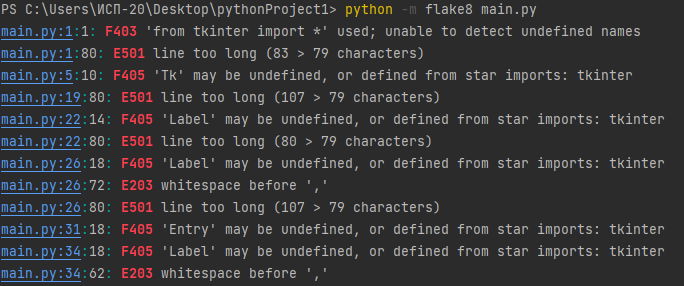 PS C:\Users\ИСП-20\Desktop\pythonProject1> python -m flake8 main.py
main.py:1:1: F403 'from tkinter import *' used; unable to detect undefined names
main.py:1:80: E501 line too long (83 > 79 characters)
main.py:5:10: F405 'Tk' may be undefined, or defined from star imports: tkinter
main.py:19:80: E501 line too long (107 > 79 characters)
main.py:22:14: F405 'Label' may be undefined, or defined from star imports: tkinter
main.py:22:80: E501 line too long (80 > 79 characters)
main.py:26:18: F405 'Label' may be undefined, or defined from star imports: tkinter
main.py:26:72: E203 whitespace before ','
main.py:26:80: E501 line too long (107 > 79 characters)
main.py:31:18: F405 'Entry' may be undefined, or defined from star imports: tkinter
main.py:34:18: F405 'Label' may be undefined, or defined from star imports: tkinter
main.py:34:62: E203 whitespace before ','